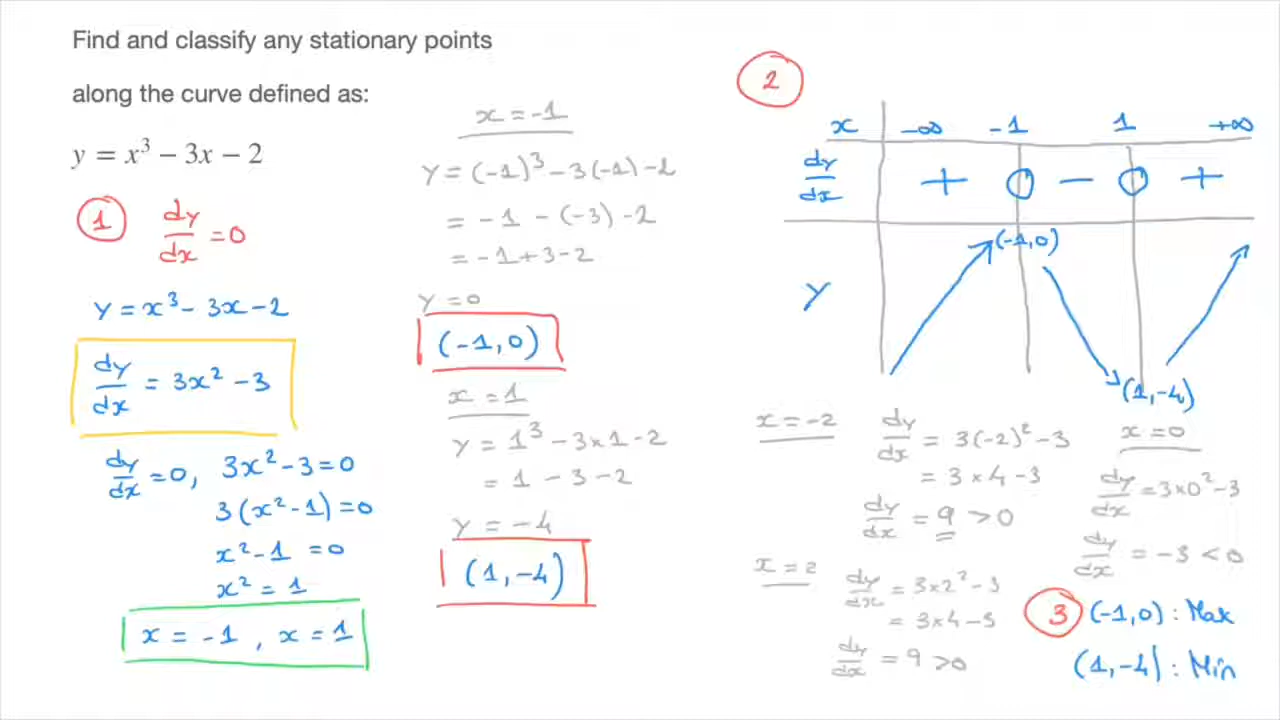 Find and classify any stationary points
along the curve defined as:
y = x³ − 3x − 2
1 dy/dx = 0
y = x³ − 3x − 2
dy/dx = 3x² − 3
dy/dx = 0, 3x² − 3 = 0
3(x² − 1) = 0
x² − 1 = 0
x² = 1
x = −1 , x = 1
x = −1
y = (−1)³ − 3(−1) − 2
= −1 − (−3) − 2
= −1 + 3 − 2
y = 0
(−1, 0)
x = 1
y = 1³ − 3×1 − 2
= 1 − 3 − 2
y = −4
(1, −4)
2
x −∞ −1 1 +∞
dy/dx + 0 − 0 +
(−1, 0)
y
(1, −4)
x = −2
dy/dx = 3(−2)² − 3
= 3 × 4 − 3
dy/dx = 9 > 0
x = 0
dy/dx = 3×0² − 3
dy/dx = −3 < 0
x = 2
dy/dx = 3×2² − 3
= 3×4 − 3
dy/dx = 9 > 0
3 (−1, 0) : Max
(1, −4) : Min